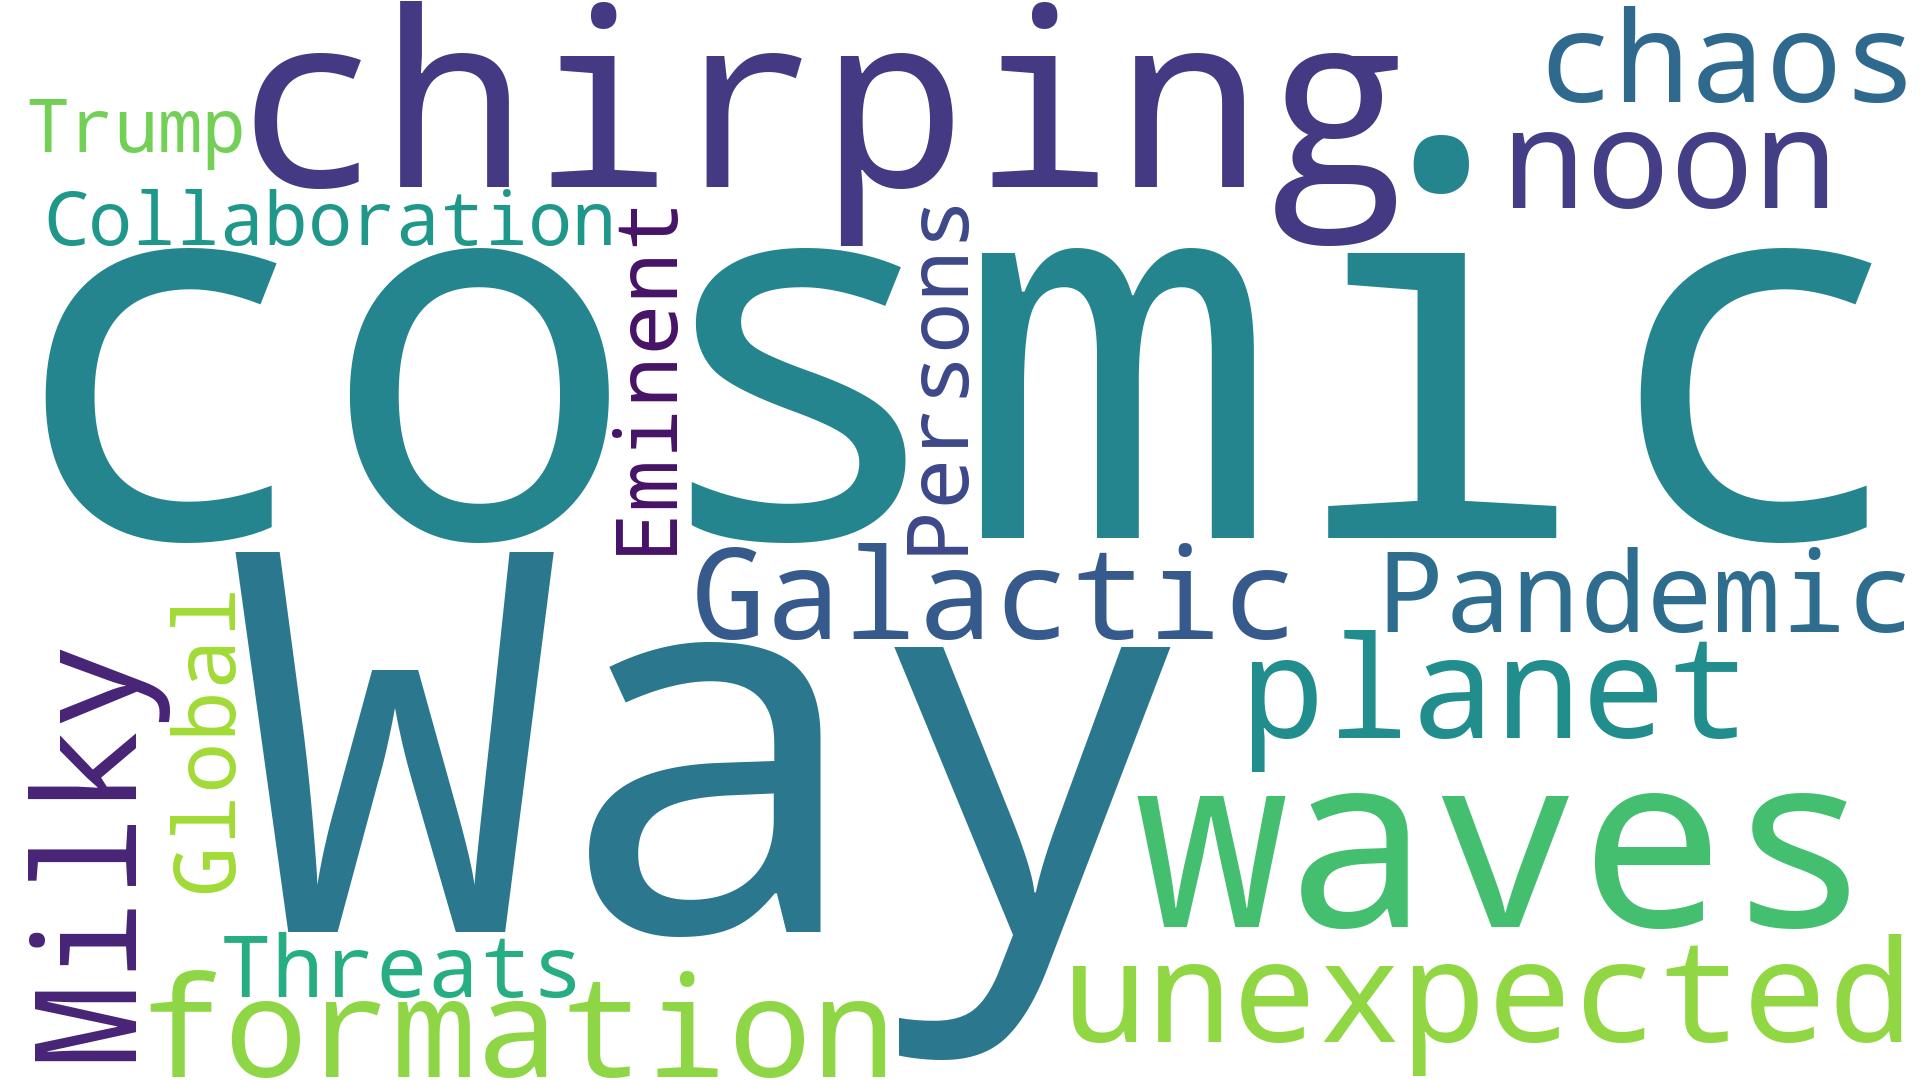 chirping
chaos
Trump
noon
Collaboration
cosmic
Eminent
Persons
Galactic
Pandemic
Way
planet
Global
Milky
waves
Threats
unexpected
formation